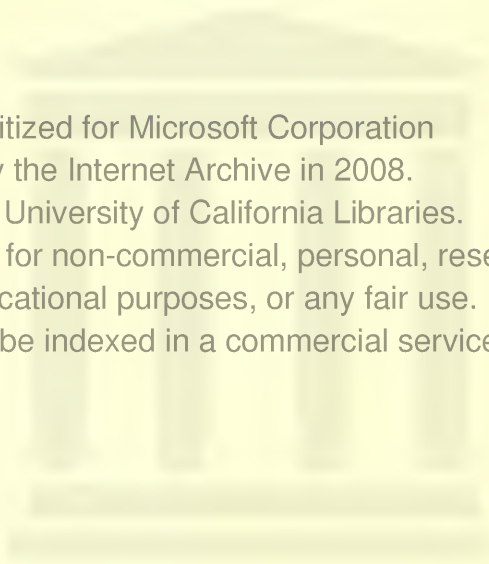 itized for Microsoft Corporation
the Internet Archive in 2008.
University of California Libraries.
for non-commercial, personal, rese
cational purposes, or any fair use.
be indexed in a commercial service